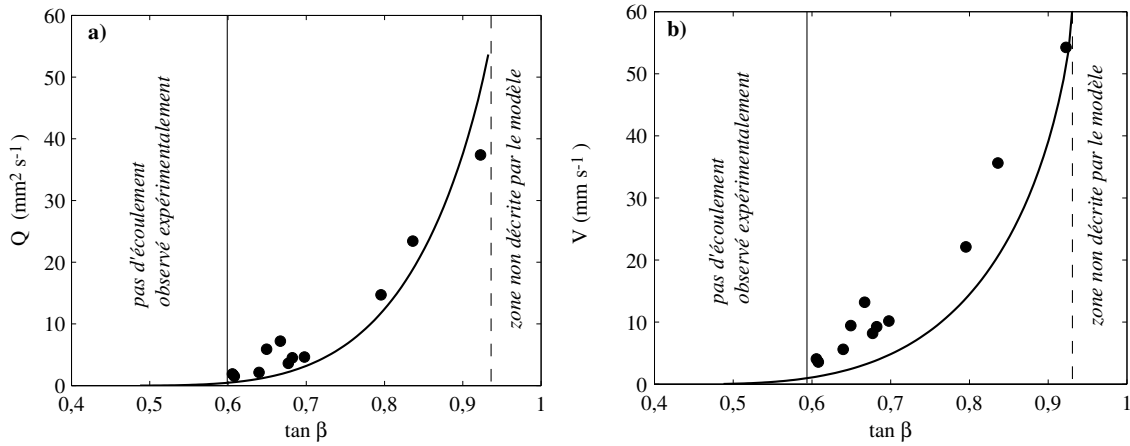 a)
60
50
40
30
20
10
0
Q (mm² s⁻¹)
pas d'écoulement
observé expérimentalement
zone non décrite par le modèle
0,4 0,5 0,6 0,7 0,8 0,9 1
tan β
b)
60
50
40
30
20
10
0
V (mm s⁻¹)
pas d'écoulement
observé expérimentalement
zone non décrite par le modèle
0,4 0,5 0,6 0,7 0,8 0,9 1
tan β